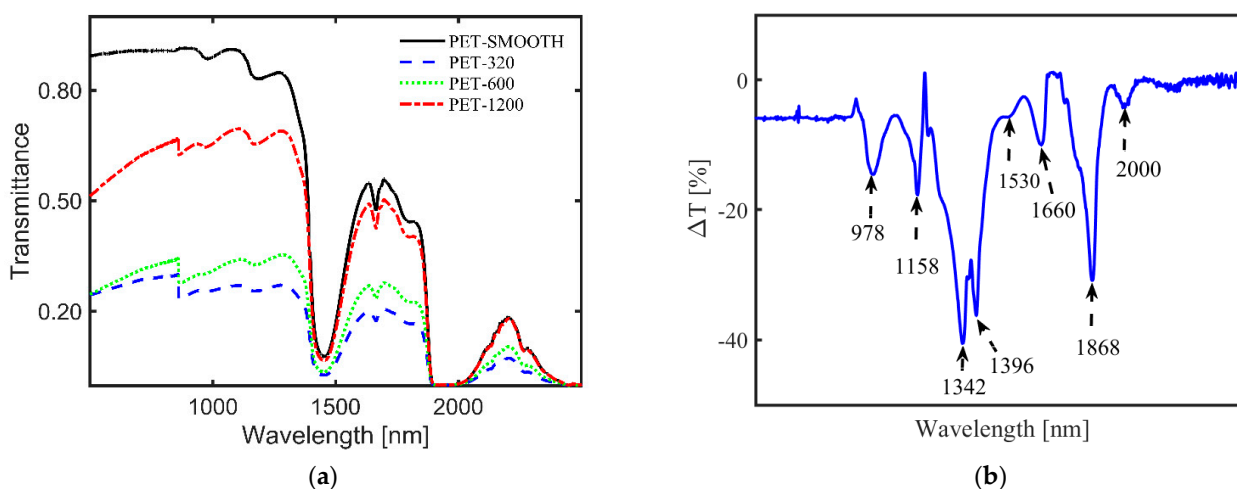 PET-SMOOTH
PET-320
PET-600
PET-1200
0.80
0.50
0.20
Transmittance
1000
1500
2000
Wavelength [nm]
(a)
0
-20
-40
ΔT [%]
978
1158
1342
1396
1530
1660
1868
2000
Wavelength [nm]
(b)